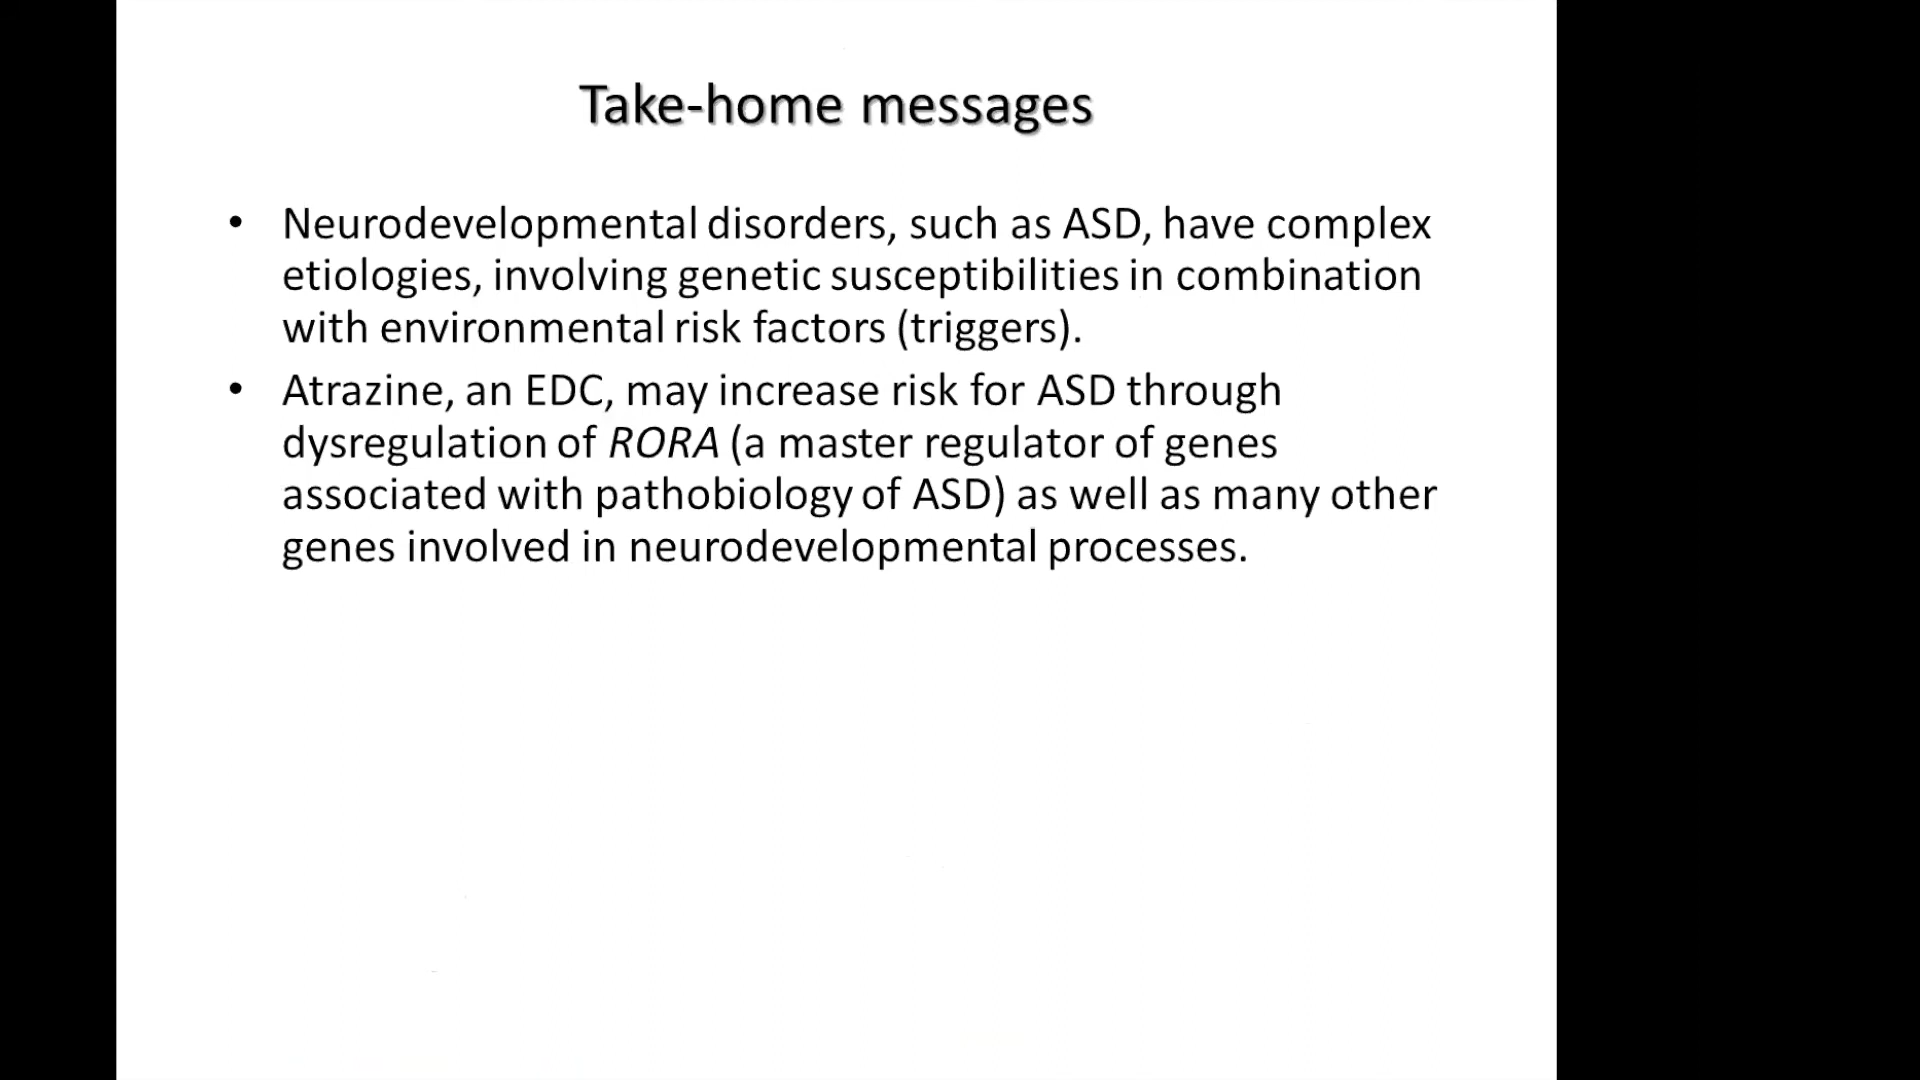 Take-home messages
• Neurodevelopmental disorders, such as ASD, have complex
etiologies, involving genetic susceptibilities in combination
with environmental risk factors (triggers).
• Atrazine, an EDC, may increase risk for ASD through
dysregulation of RORA (a master regulator of genes
associated with pathobiology of ASD) as well as many other
genes involved in neurodevelopmental processes.